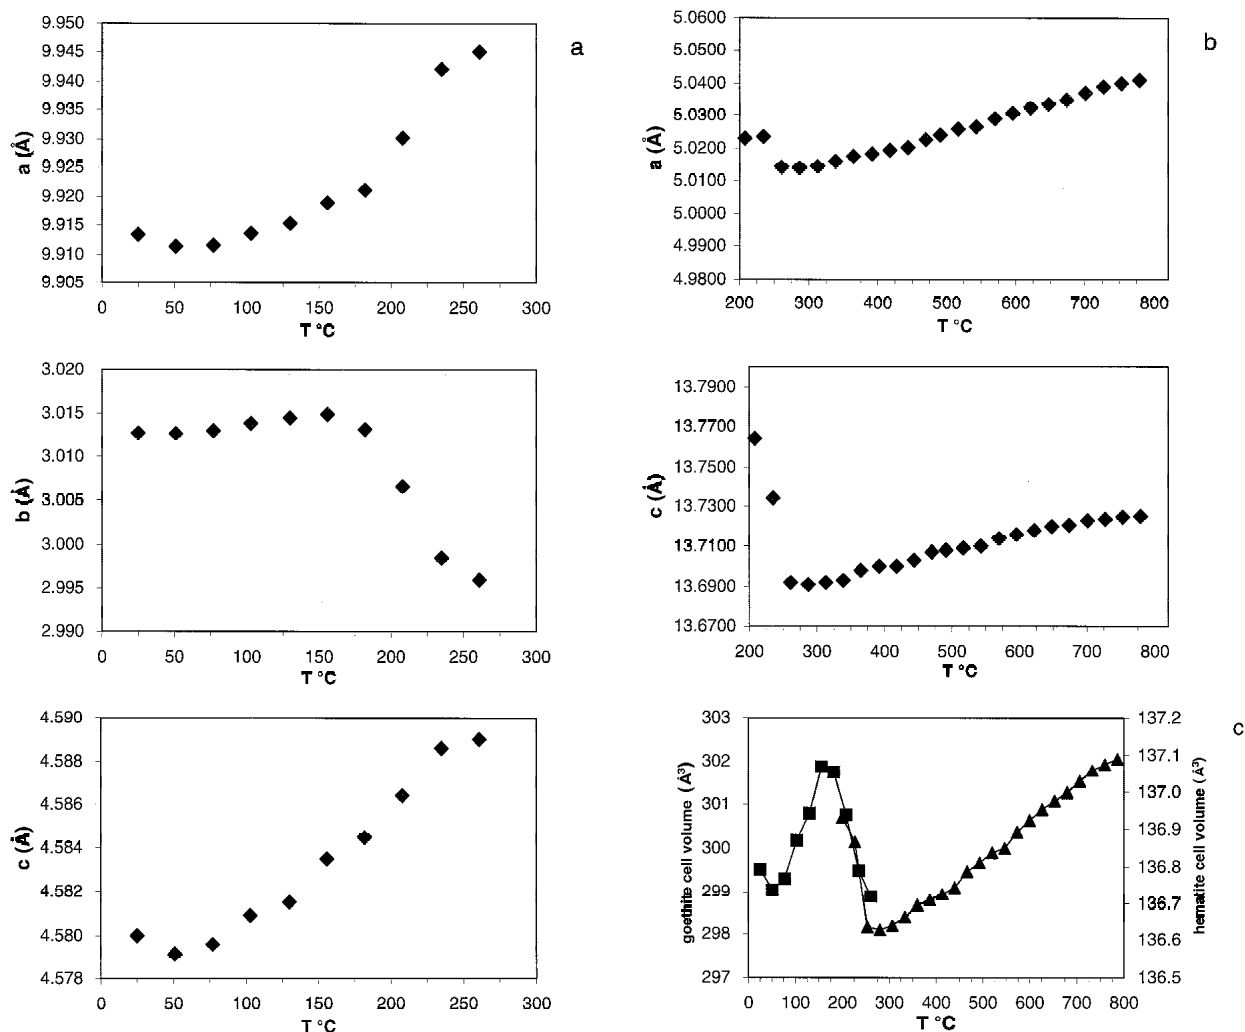 a
9.950
9.945
9.940
9.935
9.930
9.925
9.920
9.915
9.910
9.905
a (Å)
0 50 100 150 200 250 300
T °C
3.020
3.015
3.010
3.005
3.000
2.995
2.990
b (Å)
0 50 100 150 200 250 300
T °C
4.590
4.588
4.586
4.584
4.582
4.580
4.578
c (Å)
0 50 100 150 200 250 300
T °C
b
5.0600
5.0400
5.0300
5.0200
5.0100
5.0000
4.9900
4.9800
a (Å)
200 300 400 500 600 700 800
T °C
13.7900
13.7700
13.7500
13.7300
13.7100
13.6900
13.6700
c (Å)
200 300 400 500 600 700 800
T °C
c
303
302
301
300
299
298
297
goethite cell volume (Å³)
137.2
137.1
137.0
136.9
136.8
136.7
136.6
136.5
hematite cell volume (Å³)
0 100 200 300 400 500 600 700 800
T °C